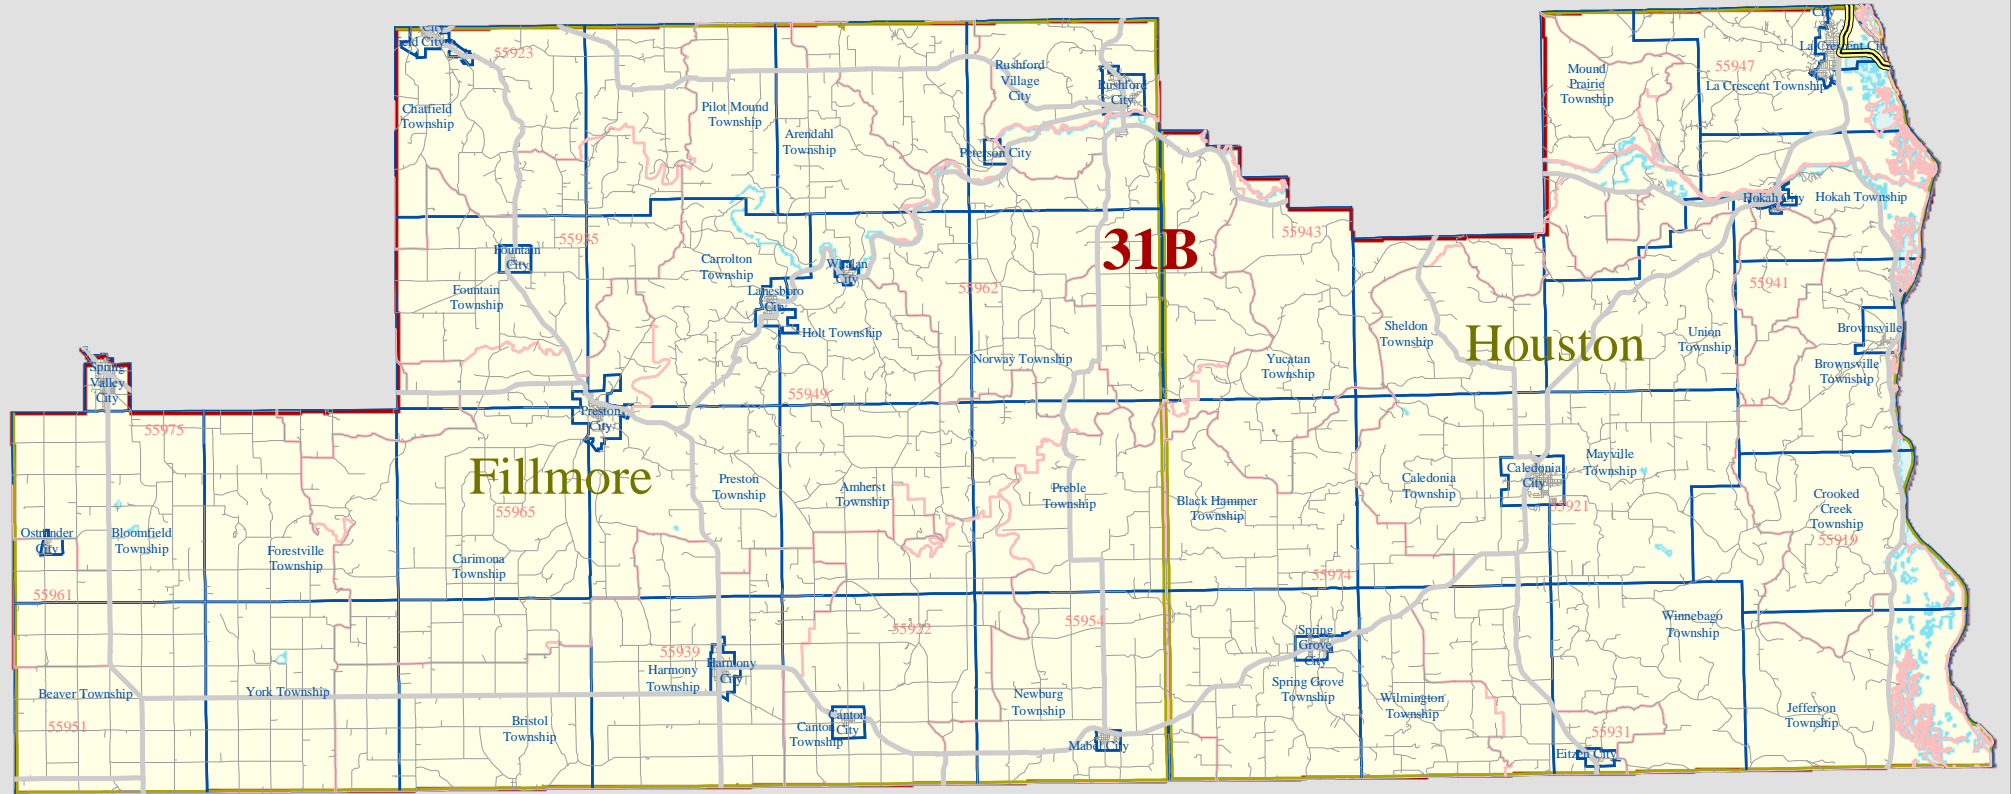 City
City
La Crescent City
55923
55947
Mound
Prairie
Township
La Crescent Township
Rushford
Village
City
Rushford
City
Chatfield
Township
Pilot Mound
Township
Arendahl
Township
Peterson City
Hokah City
Hokah Township
31B
55943
55935
Fountain
City
Fountain
Township
Carrolton
Township
Whalan
City
Lanesboro
City
55962
55941
Holt Township
Norway Township
Yucatan
Township
Sheldon
Township
Houston
Union
Township
Brownsville
Brownsville
Township
Spring
Valley
City
55949
Preston
City
55975
Fillmore
55965
Preston
Township
Amherst
Township
Preble
Township
Black Hammer
Township
Caledonia
Township
Caledonia
City
55921
Mayville
Township
Crooked
Creek
Township
55919
Ostrander
City
Bloomfield
Township
Forestville
Township
Carimona
Township
55961
55974
55922
55954
Spring
Grove
City
Winnebago
Township
55939
Harmony
Township
Harmony
City
Beaver Township
York Township
Spring Grove
Township
Wilmington
Township
Newburg
Township
55951
Bristol
Township
Canton
Township
Canton
City
Mabel City
55931
Eitzen City
Jefferson
Township